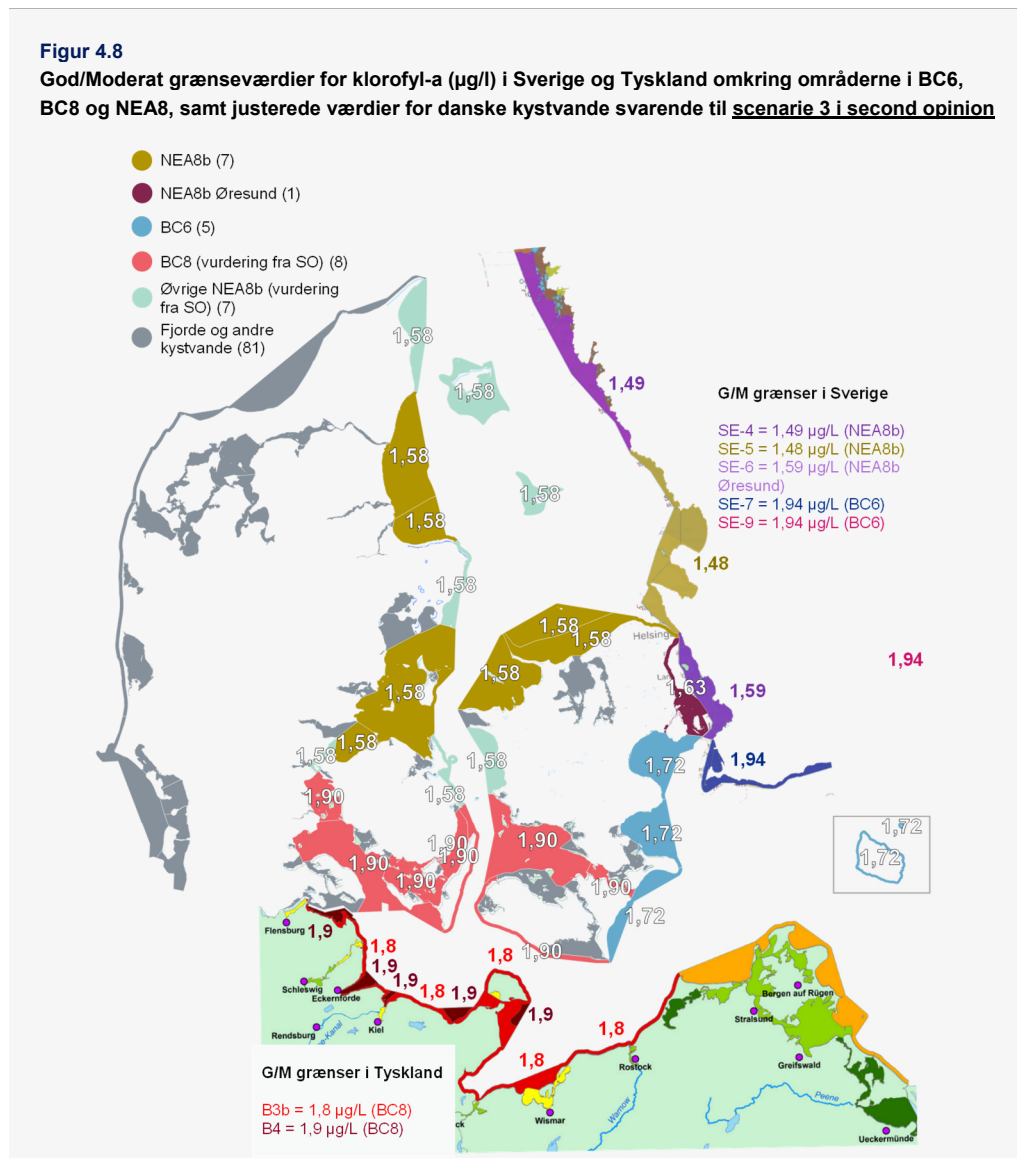 Figur 4.8
God/Moderat grænseværdier for klorofyl-a (µg/l) i Sverige og Tyskland omkring områderne i BC6,
BC8 og NEA8, samt justerede værdier for danske kystvande svarende til scenarie 3 i second opinion
NEA8b (7)
NEA8b Øresund (1)
BC6 (5)
BC8 (vurdering fra SO) (8)
Øvrige NEA8b (vurdering
fra SO) (7)
Fjorde og andre
kystvande (81)
1,58
1,58
1,49
G/M grænser i Sverige
SE-4 = 1,49 µg/L (NEA8b)
SE-5 = 1,48 µg/L (NEA8b)
SE-6 = 1,59 µg/L (NEA8b
Øresund)
SE-7 = 1,94 µg/L (BC6)
SE-9 = 1,94 µg/L (BC6)
1,58
1,58
1,58
1,48
1,58
1,58
1,58
Helsing
1,94
1,58
1,58
1,63
1,59
1,58
1,58
1,58
1,72
1,94
1,58
1,90
1,72
1,72
1,72
1,90
1,90
1,90
1,90
1,90
1,90
1,72
1,90
Flensburg
1,9
1,8
1,8
1,9
1,9
1,8
1,9
1,9
1,8
1,8
Schleswig
Eckernförde
Rendsburg
-Kanal
Kiel
Bergen auf Rügen
Stralsund
Greifswald
Rostock
Wismar
Warnow
Peene
Ueckermünde
G/M grænser i Tyskland
B3b = 1,8 µg/L (BC8)
B4 = 1,9 µg/L (BC8)